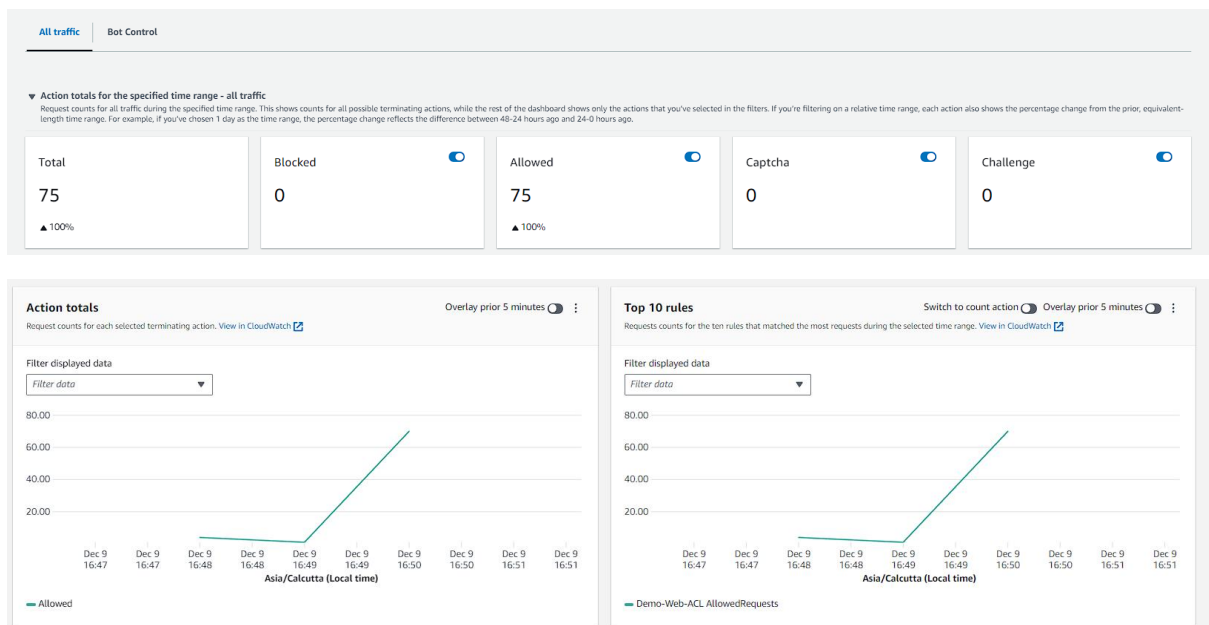 All traffic
Bot Control
Action totals for the specified time range - all traffic
Request counts for all traffic during the specified time range. This shows counts for all possible terminating actions, while the rest of the dashboard shows only the actions that you've selected in the filters. If you're filtering on a relative time range, each action also shows the percentage change from the prior, equivalent-
length time range. For example, if you've chosen 1 day as the time range, the percentage change reflects the difference between 48-24 hours ago and 24-0 hours ago.
Total
75
▲ 100%
Blocked
0
Allowed
75
▲ 100%
Captcha
0
Challenge
0
Action totals
Overlay prior 5 minutes
Request counts for each selected terminating action. View in CloudWatch
Filter displayed data
Filter data
80.00
60.00
40.00
20.00
Dec 9 Dec 9 Dec 9 Dec 9 Dec 9 Dec 9 Dec 9 Dec 9 Dec 9 Dec 9
16:47 16:47 16:48 16:48 16:49 16:49 16:50 16:50 16:51 16:51
Asia/Calcutta (Local time)
Allowed
Top 10 rules
Switch to count action
Overlay prior 5 minutes
Requests counts for the ten rules that matched the most requests during the selected time range. View in CloudWatch
Filter displayed data
Filter data
80.00
60.00
40.00
20.00
Dec 9 Dec 9 Dec 9 Dec 9 Dec 9 Dec 9 Dec 9 Dec 9 Dec 9 Dec 9
16:47 16:47 16:48 16:48 16:49 16:49 16:50 16:50 16:51 16:51
Asia/Calcutta (Local time)
Demo-Web-ACL AllowedRequests